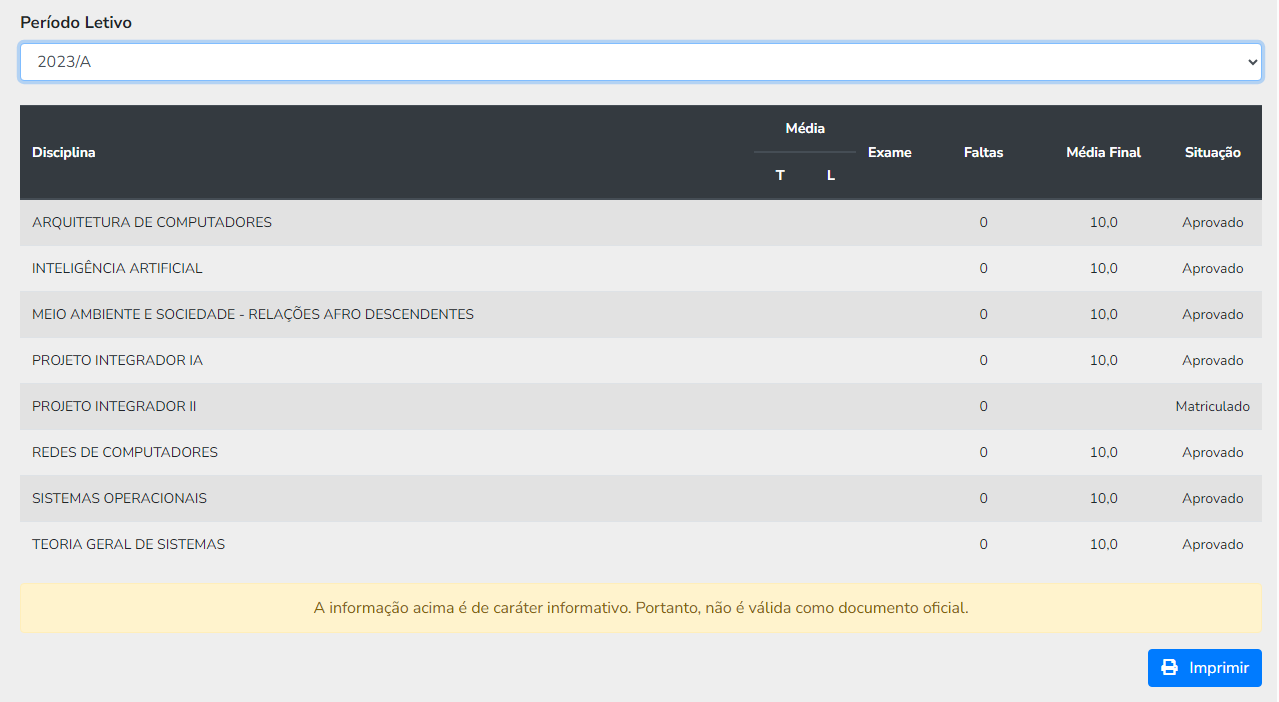 Período Letivo
2023/A
Média
Disciplina Exame Faltas Média Final Situação
T L
ARQUITETURA DE COMPUTADORES 0 10,0 Aprovado
INTELIGÊNCIA ARTIFICIAL 0 10,0 Aprovado
MEIO AMBIENTE E SOCIEDADE - RELAÇÕES AFRO DESCENDENTES 0 10,0 Aprovado
PROJETO INTEGRADOR IA 0 10,0 Aprovado
PROJETO INTEGRADOR II 0 Matriculado
REDES DE COMPUTADORES 0 10,0 Aprovado
SISTEMAS OPERACIONAIS 0 10,0 Aprovado
TEORIA GERAL DE SISTEMAS 0 10,0 Aprovado
A informação acima é de caráter informativo. Portanto, não é válida como documento oficial.
Imprimir